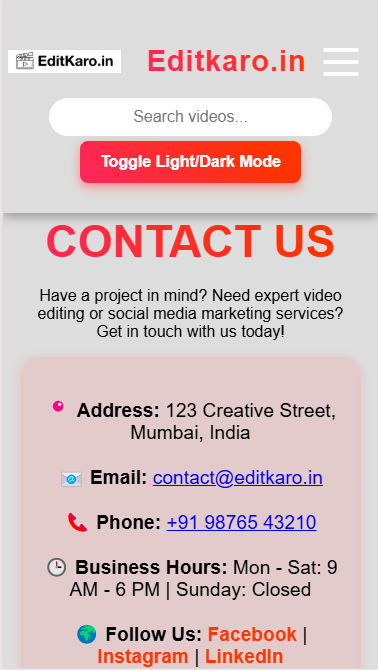 EditKaro.in
Editkaro.in
Search videos...
Toggle Light/Dark Mode
CONTACT US
Have a project in mind? Need expert video
editing or social media marketing services?
Get in touch with us today!
Address: 123 Creative Street,
Mumbai, India
Email: contact@editkaro.in
Phone: +91 98765 43210
Business Hours: Mon - Sat: 9
AM - 6 PM | Sunday: Closed
Follow Us: Facebook |
Instagram | LinkedIn